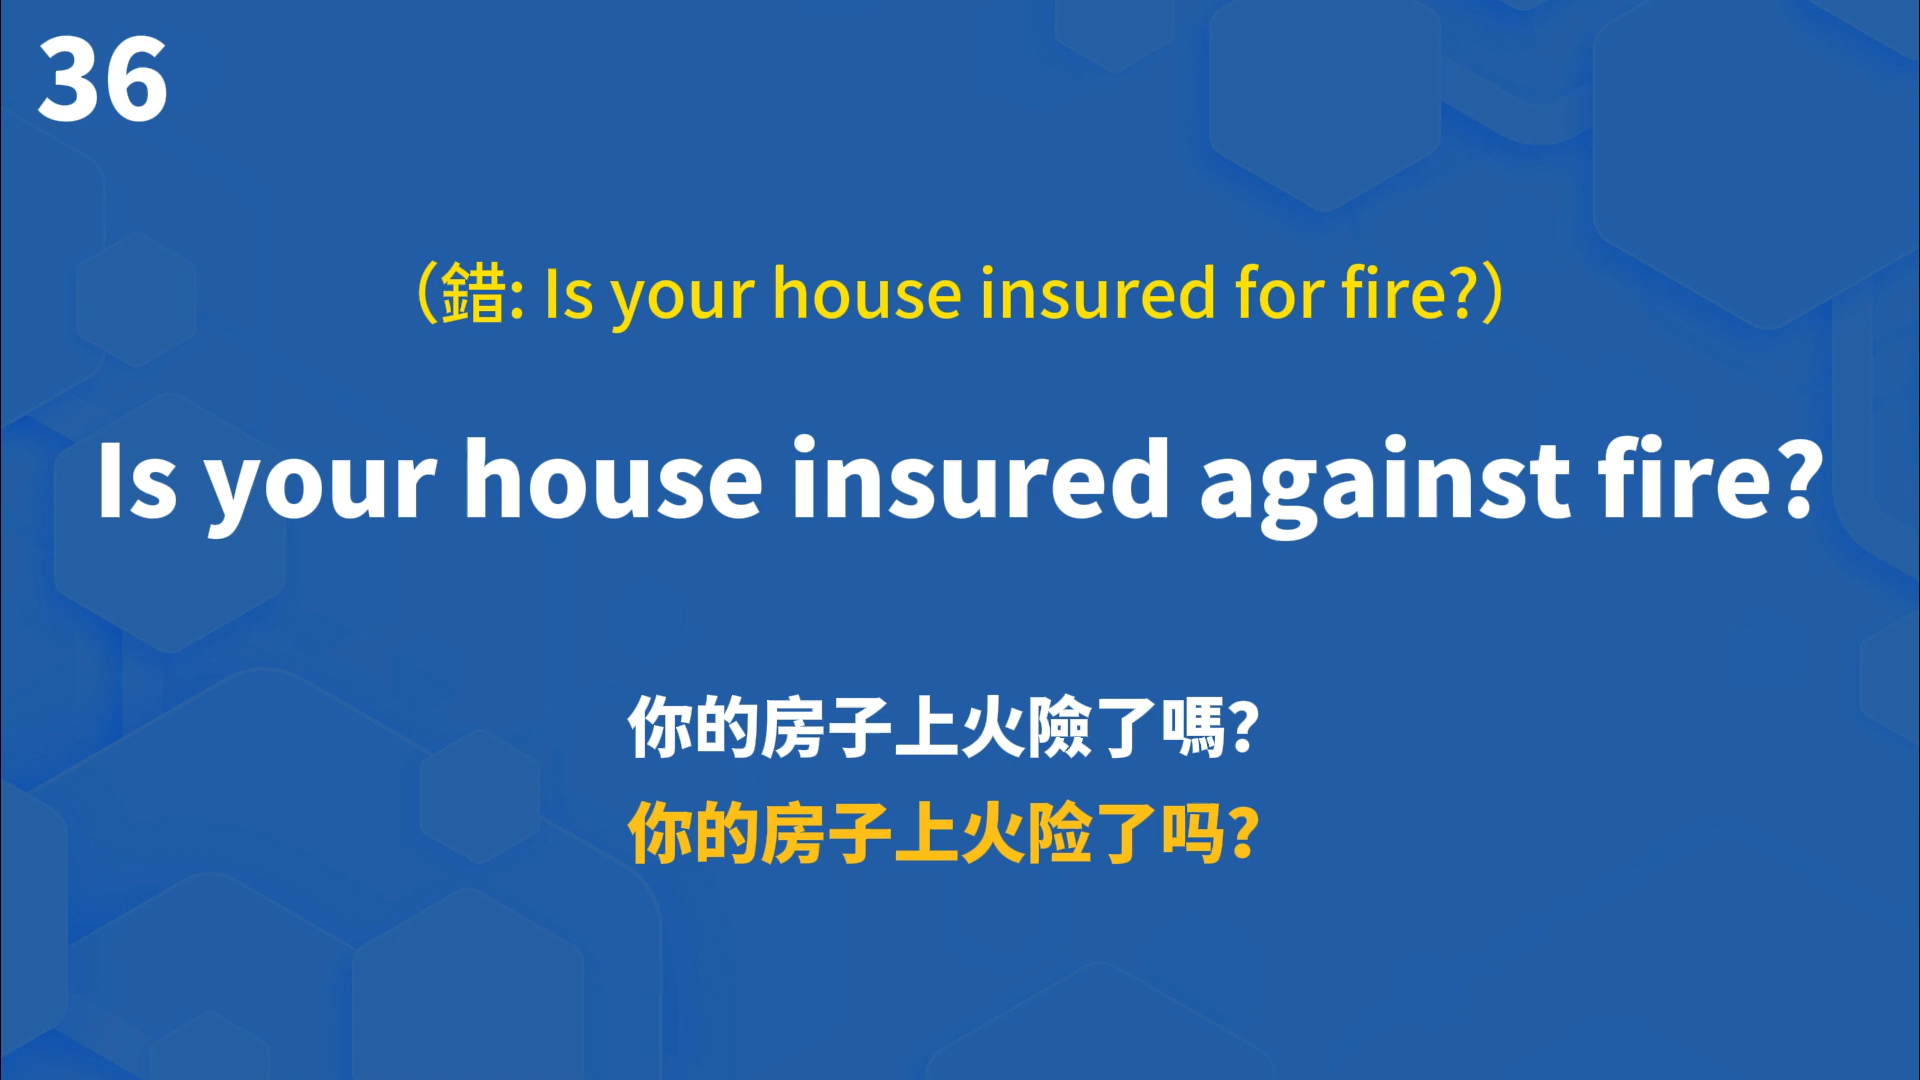 36
（錯: Is your house insured for fire?）
Is your house insured against fire?
你的房子上火險了嗎?
你的房子上火险了吗?